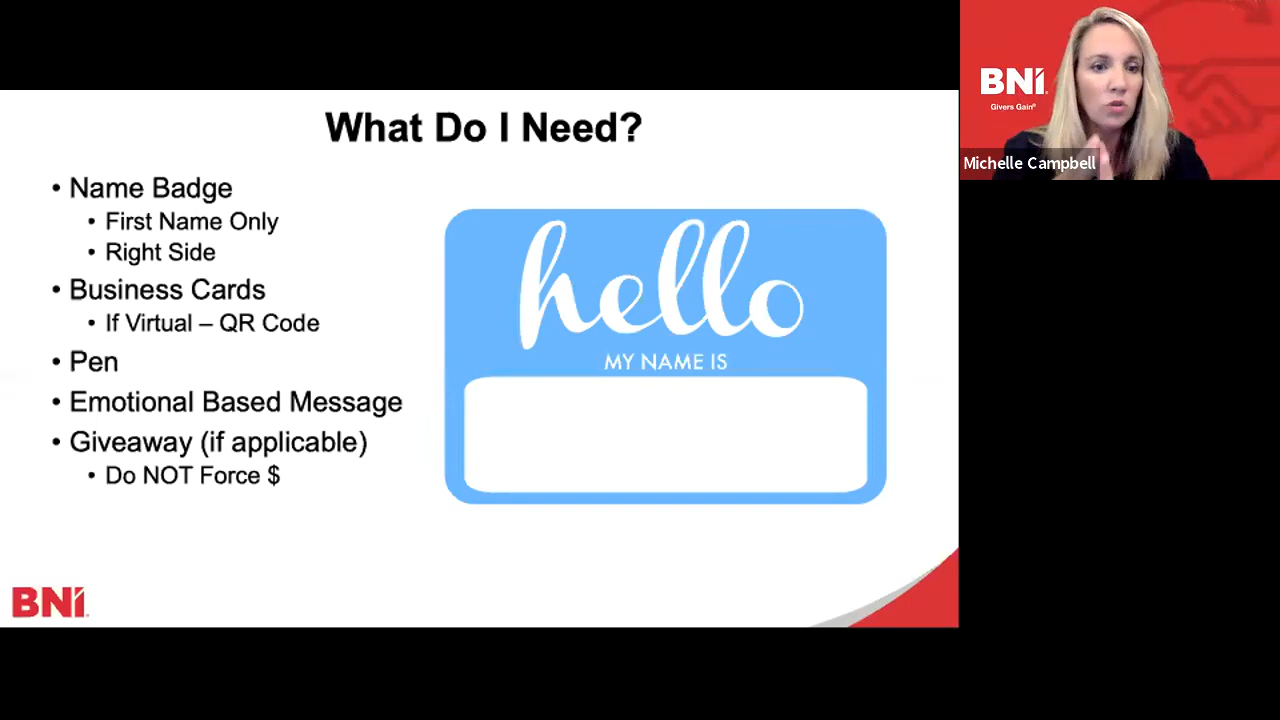 What Do I Need?
• Name Badge
• First Name Only
• Right Side
• Business Cards
• If Virtual – QR Code
• Pen
• Emotional Based Message
• Giveaway (if applicable)
• Do NOT Force $
hello
MY NAME IS
BNI
BNI
Givers Gain®
Michelle Campbell